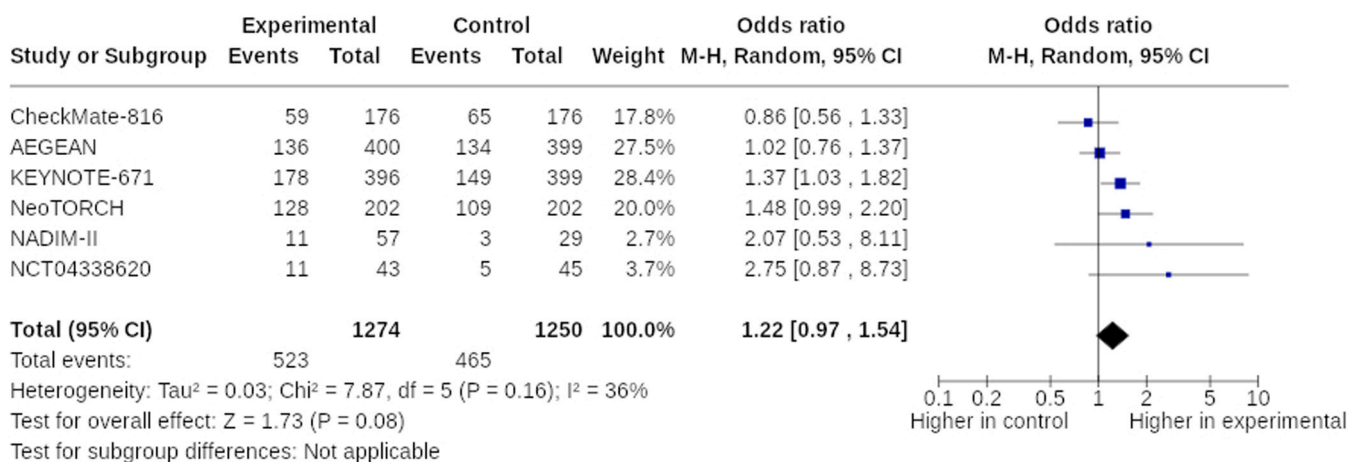 Experimental Control Odds ratio Odds ratio
Study or Subgroup Events Total Events Total Weight M-H, Random, 95% CI M-H, Random, 95% CI
CheckMate-816 59 176 65 176 17.8% 0.86 [0.56 , 1.33]
AEGEAN 136 400 134 399 27.5% 1.02 [0.76 , 1.37]
KEYNOTE-671 178 396 149 399 28.4% 1.37 [1.03 , 1.82]
NeoTORCH 128 202 109 202 20.0% 1.48 [0.99 , 2.20]
NADIM-II 11 57 3 29 2.7% 2.07 [0.53 , 8.11]
NCT04338620 11 43 5 45 3.7% 2.75 [0.87 , 8.73]
Total (95% CI) 1274 1250 100.0% 1.22 [0.97 , 1.54]
Total events: 523 465
Heterogeneity: Tau² = 0.03; Chi² = 7.87, df = 5 (P = 0.16); I² = 36%
0.1 0.2 0.5 1 2 5 10
Test for overall effect: Z = 1.73 (P = 0.08) Higher in control Higher in experimental
Test for subgroup differences: Not applicable